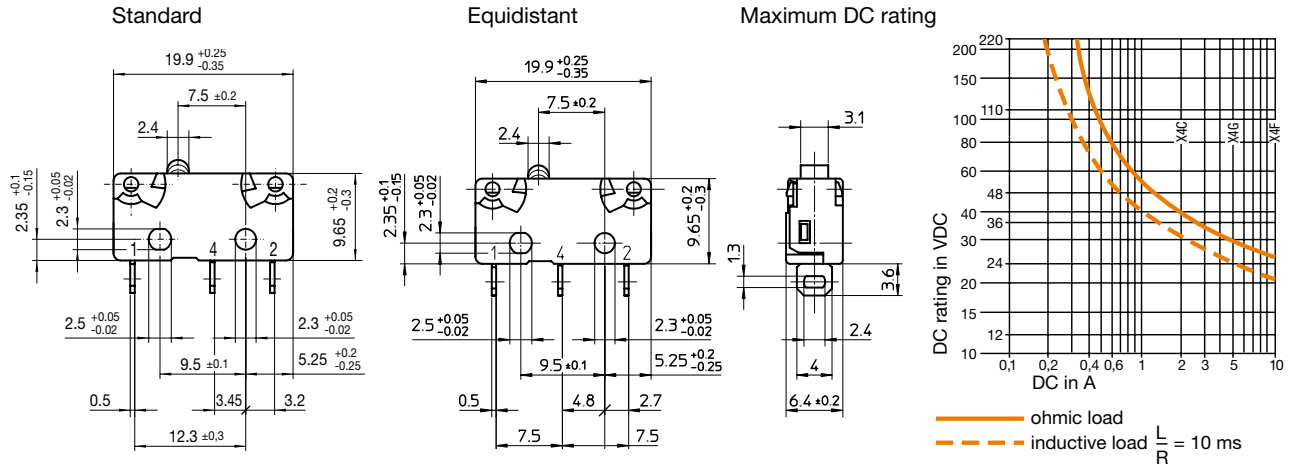 Standard
19.9 +0.25 -0.35
7.5 ±0.2
2.4
2.35 +0.1 -0.15
2.3 +0.05 -0.02
9.65 +0.2 -0.3
1 4 2
2.5 +0.05 -0.02
2.3 +0.05 -0.02
9.5 ±0.1
5.25 +0.2 -0.25
0.5
3.45
3.2
12.3 ±0,3
Equidistant
19.9 +0.25 -0.35
7.5 ±0.2
2.4
2.35 +0.1 -0.15
2.3 +0.05 -0.02
9.65 +0.2 -0.3
1 4 2
2.5 +0.05 -0.02
2.3 +0.05 -0.02
9.5 ±0.1
5.25 +0.2 -0.25
0.5
4.8
2.7
7.5
7.5
3.1
1.3
3.6
2.4
4
6.4 ±0.2
Maximum DC rating
DC rating in VDC
220
200
150
110
100
80
60
48
40
36
30
24
20
15
12
10
X4C
X4G
X4F
0,1 0,2 0,4 0,6 1 2 3 5 10
DC in A
ohmic load
inductive load L/R = 10 ms